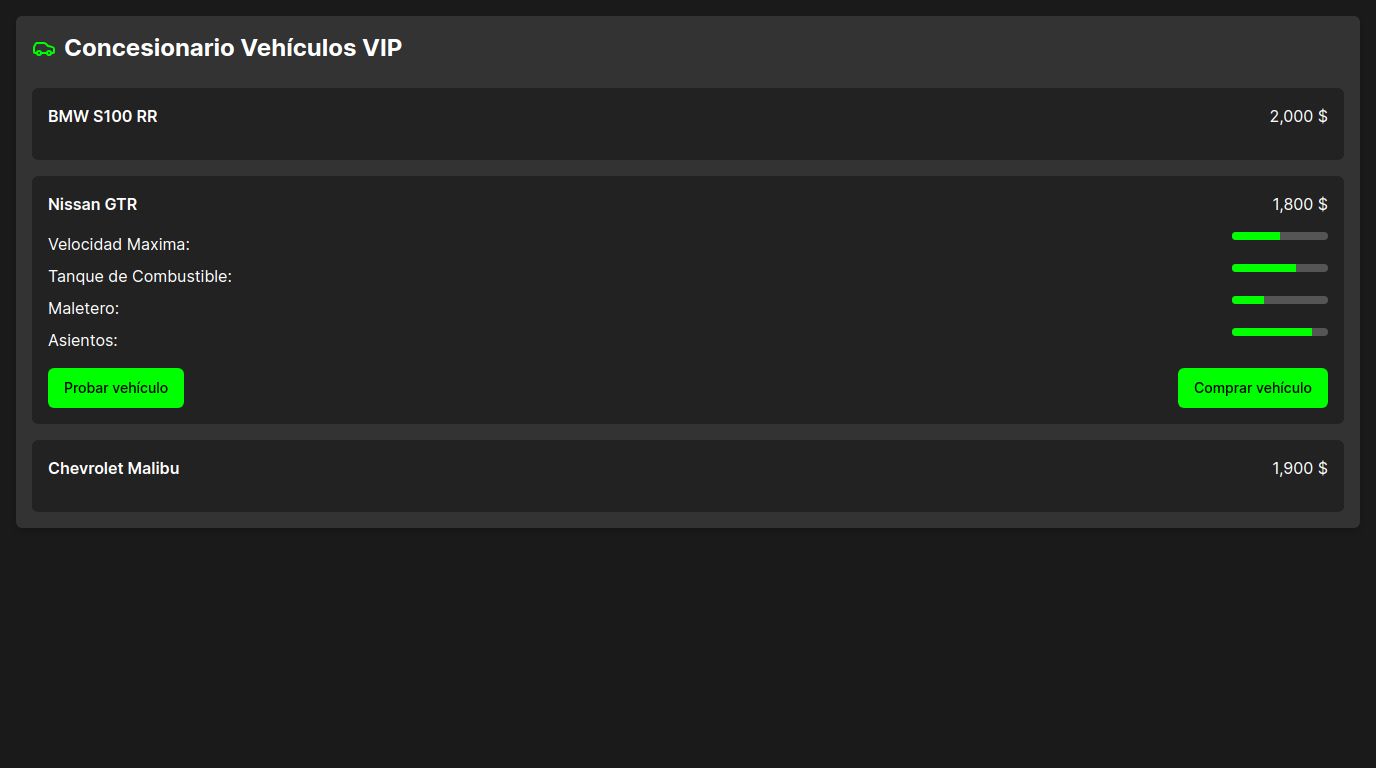 Concesionario Vehículos VIP
BMW S100 RR 2,000 $
Nissan GTR 1,800 $
Velocidad Maxima:
Tanque de Combustible:
Maletero:
Asientos:
Probar vehículo Comprar vehículo
Chevrolet Malibu 1,900 $